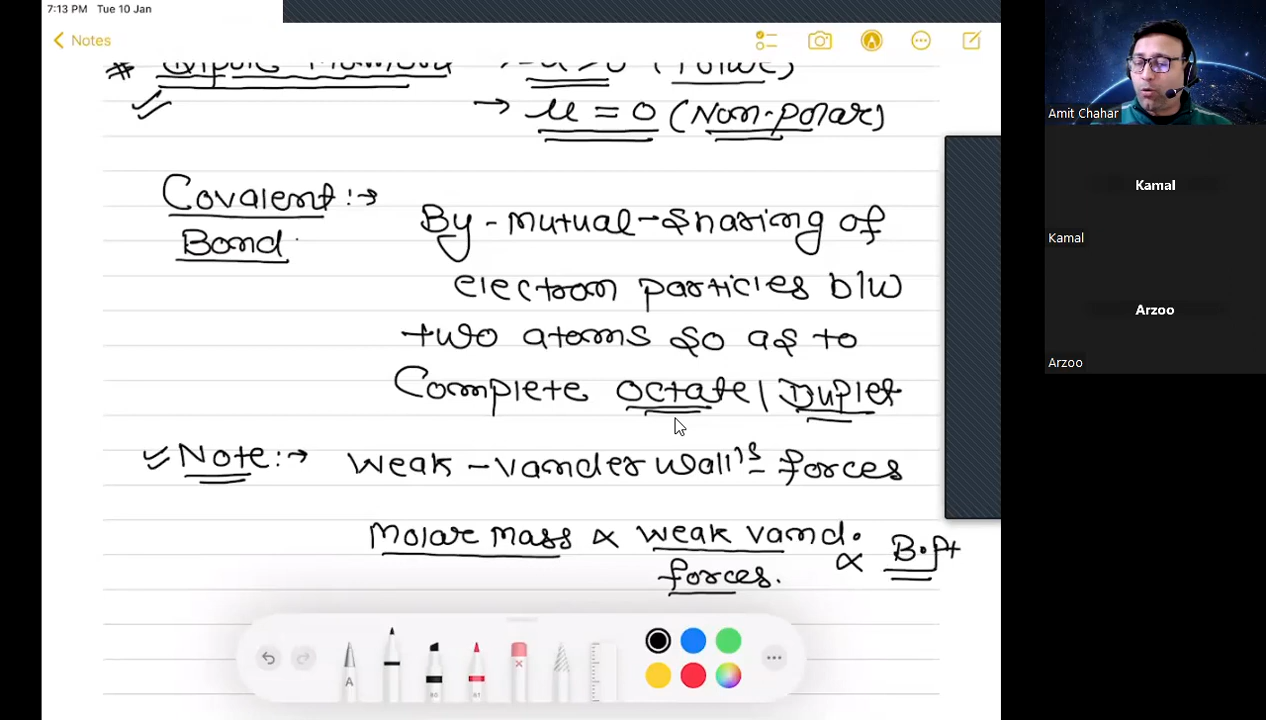 7:13 PM Tue 10 Jan
Notes
(Polar)
→ μ = 0 (Non-polar)
Covalent :→
Bond
By - mutual - sharing of
electron particles b/w
two atoms so as to
Complete octate / Duplet
Note :→ weak - vander wall's forces
Molar mass ∝ weak vand. ∝ B.pt
forces.
Amit Chahar
Kamal
Kamal
Arzoo
Arzoo